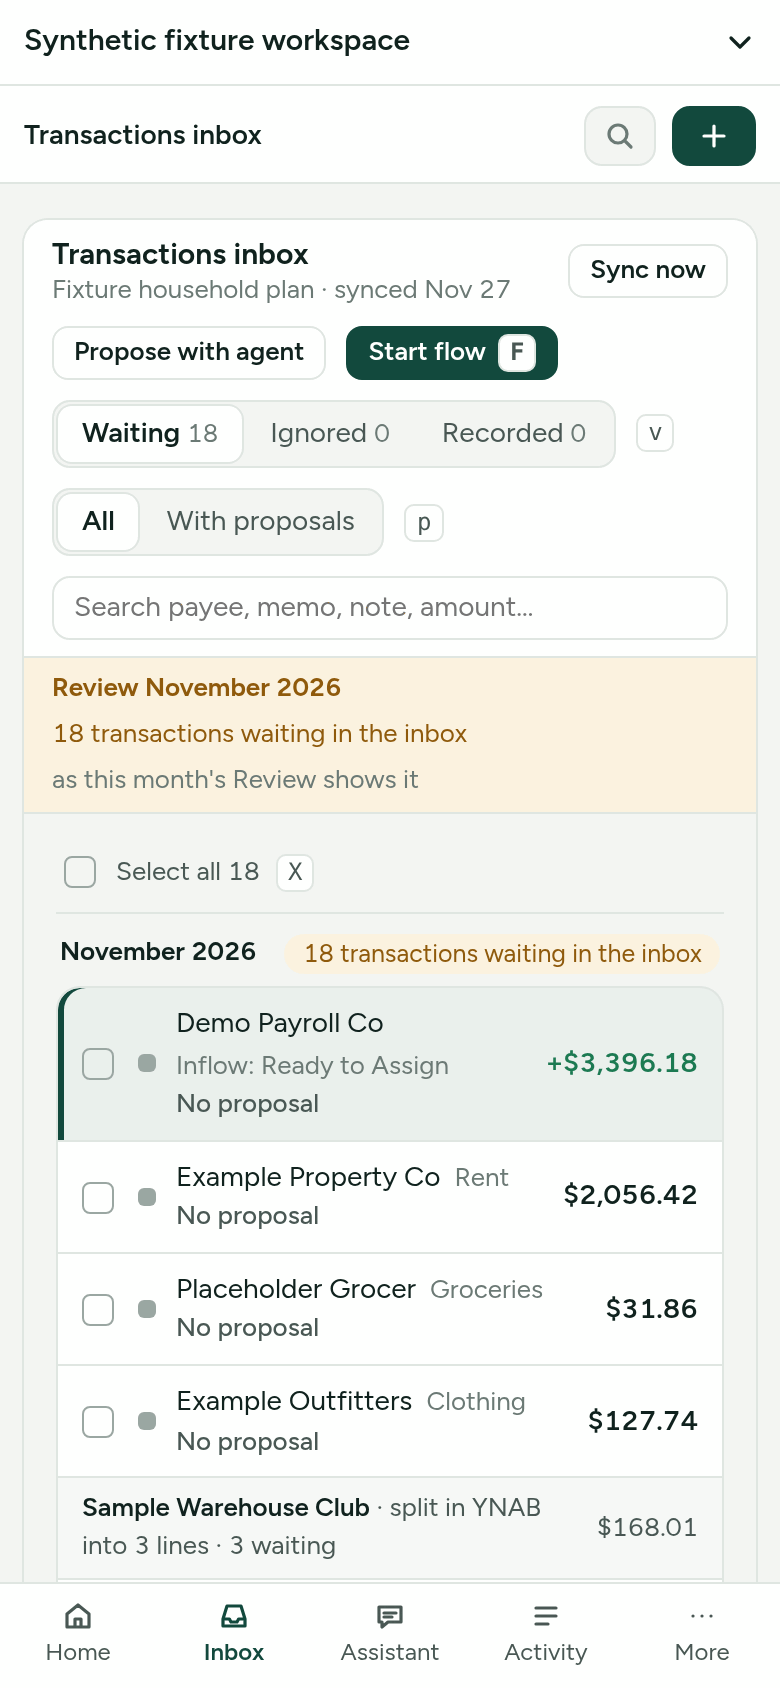 Synthetic fixture workspace
Transactions inbox
Transactions inbox
Fixture household plan · synced Nov 27
Sync now
Propose with agent
Start flow F
Waiting 18 Ignored 0 Recorded 0 v
All With proposals p
Search payee, memo, note, amount...
Review November 2026
18 transactions waiting in the inbox
as this month's Review shows it
Select all 18 X
November 2026 18 transactions waiting in the inbox
Demo Payroll Co
Inflow: Ready to Assign
No proposal
+$3,396.18
Example Property Co Rent
No proposal
$2,056.42
Placeholder Grocer Groceries
No proposal
$31.86
Example Outfitters Clothing
No proposal
$127.74
Sample Warehouse Club · split in YNAB
into 3 lines · 3 waiting
$168.01
Home Inbox Assistant Activity More